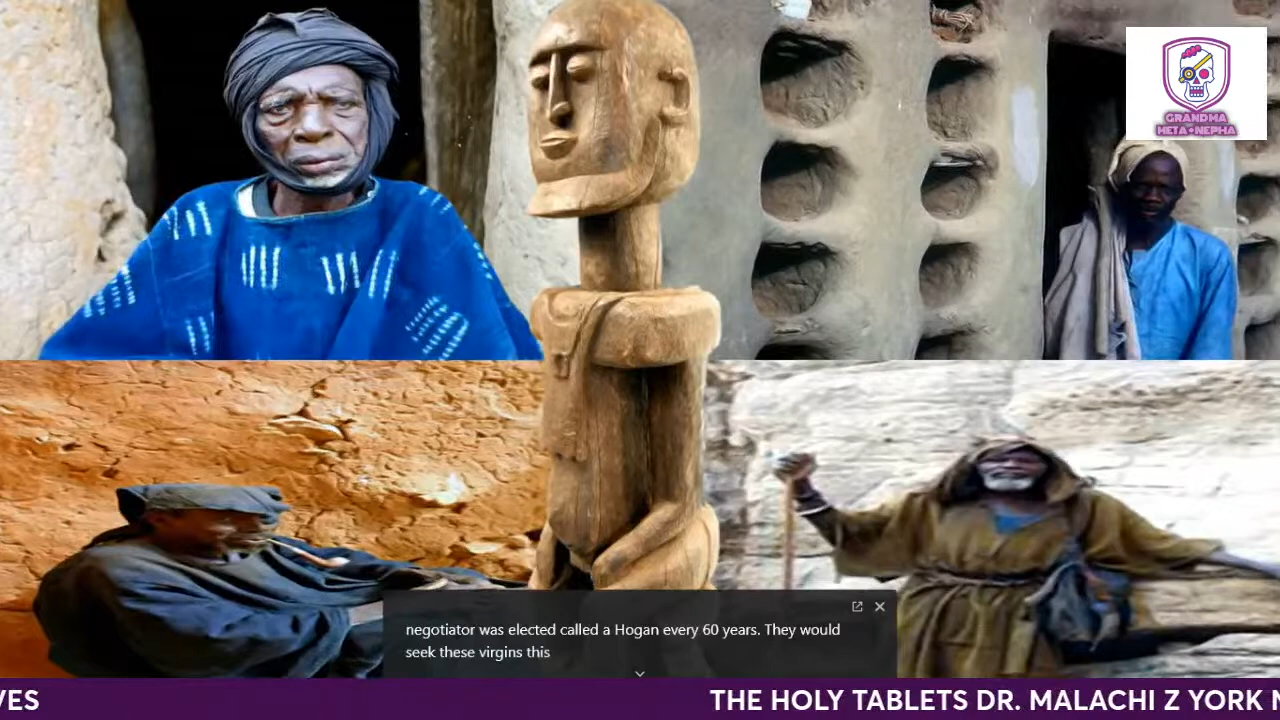 GRANDMA
META•NEPHA
negotiator was elected called a Hogan every 60 years. They would
seek these virgins this
VES
THE HOLY TABLETS DR. MALACHI Z YORK N